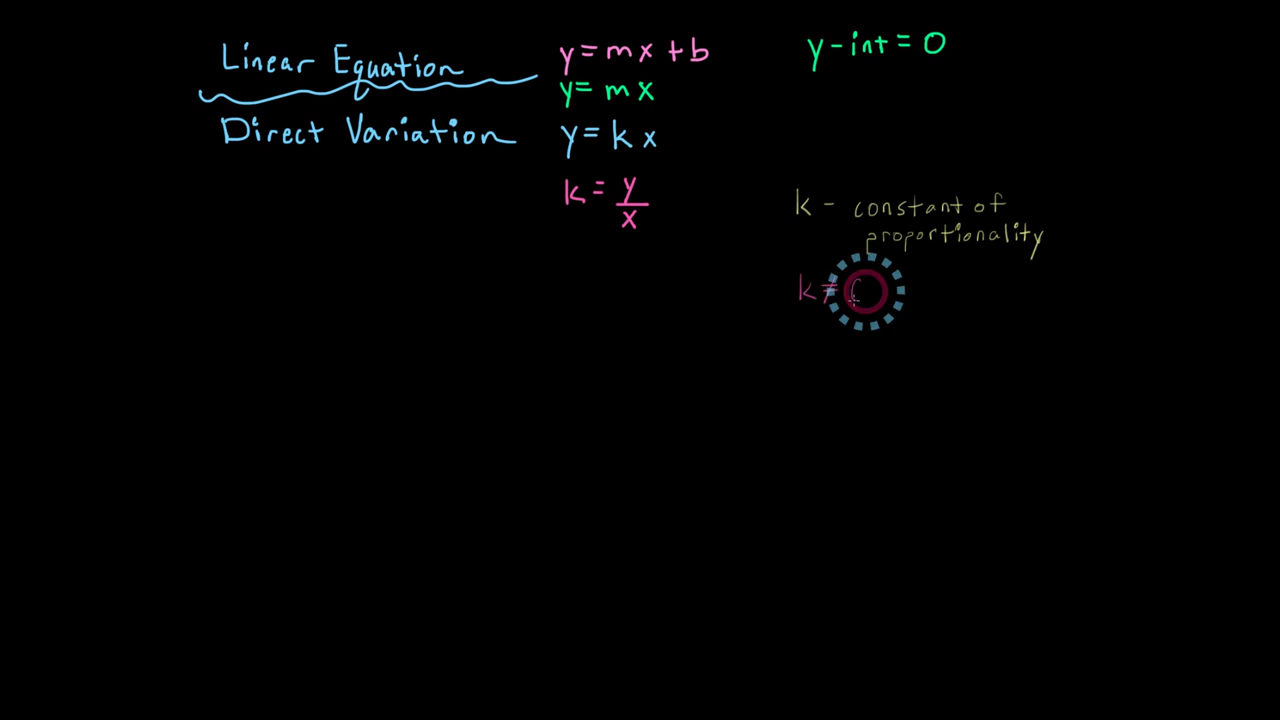 Linear Equation y = mx + b y-int = 0
y = mx
Direct Variation y = kx
k = y/x
k - constant of
proportionality
k ≠